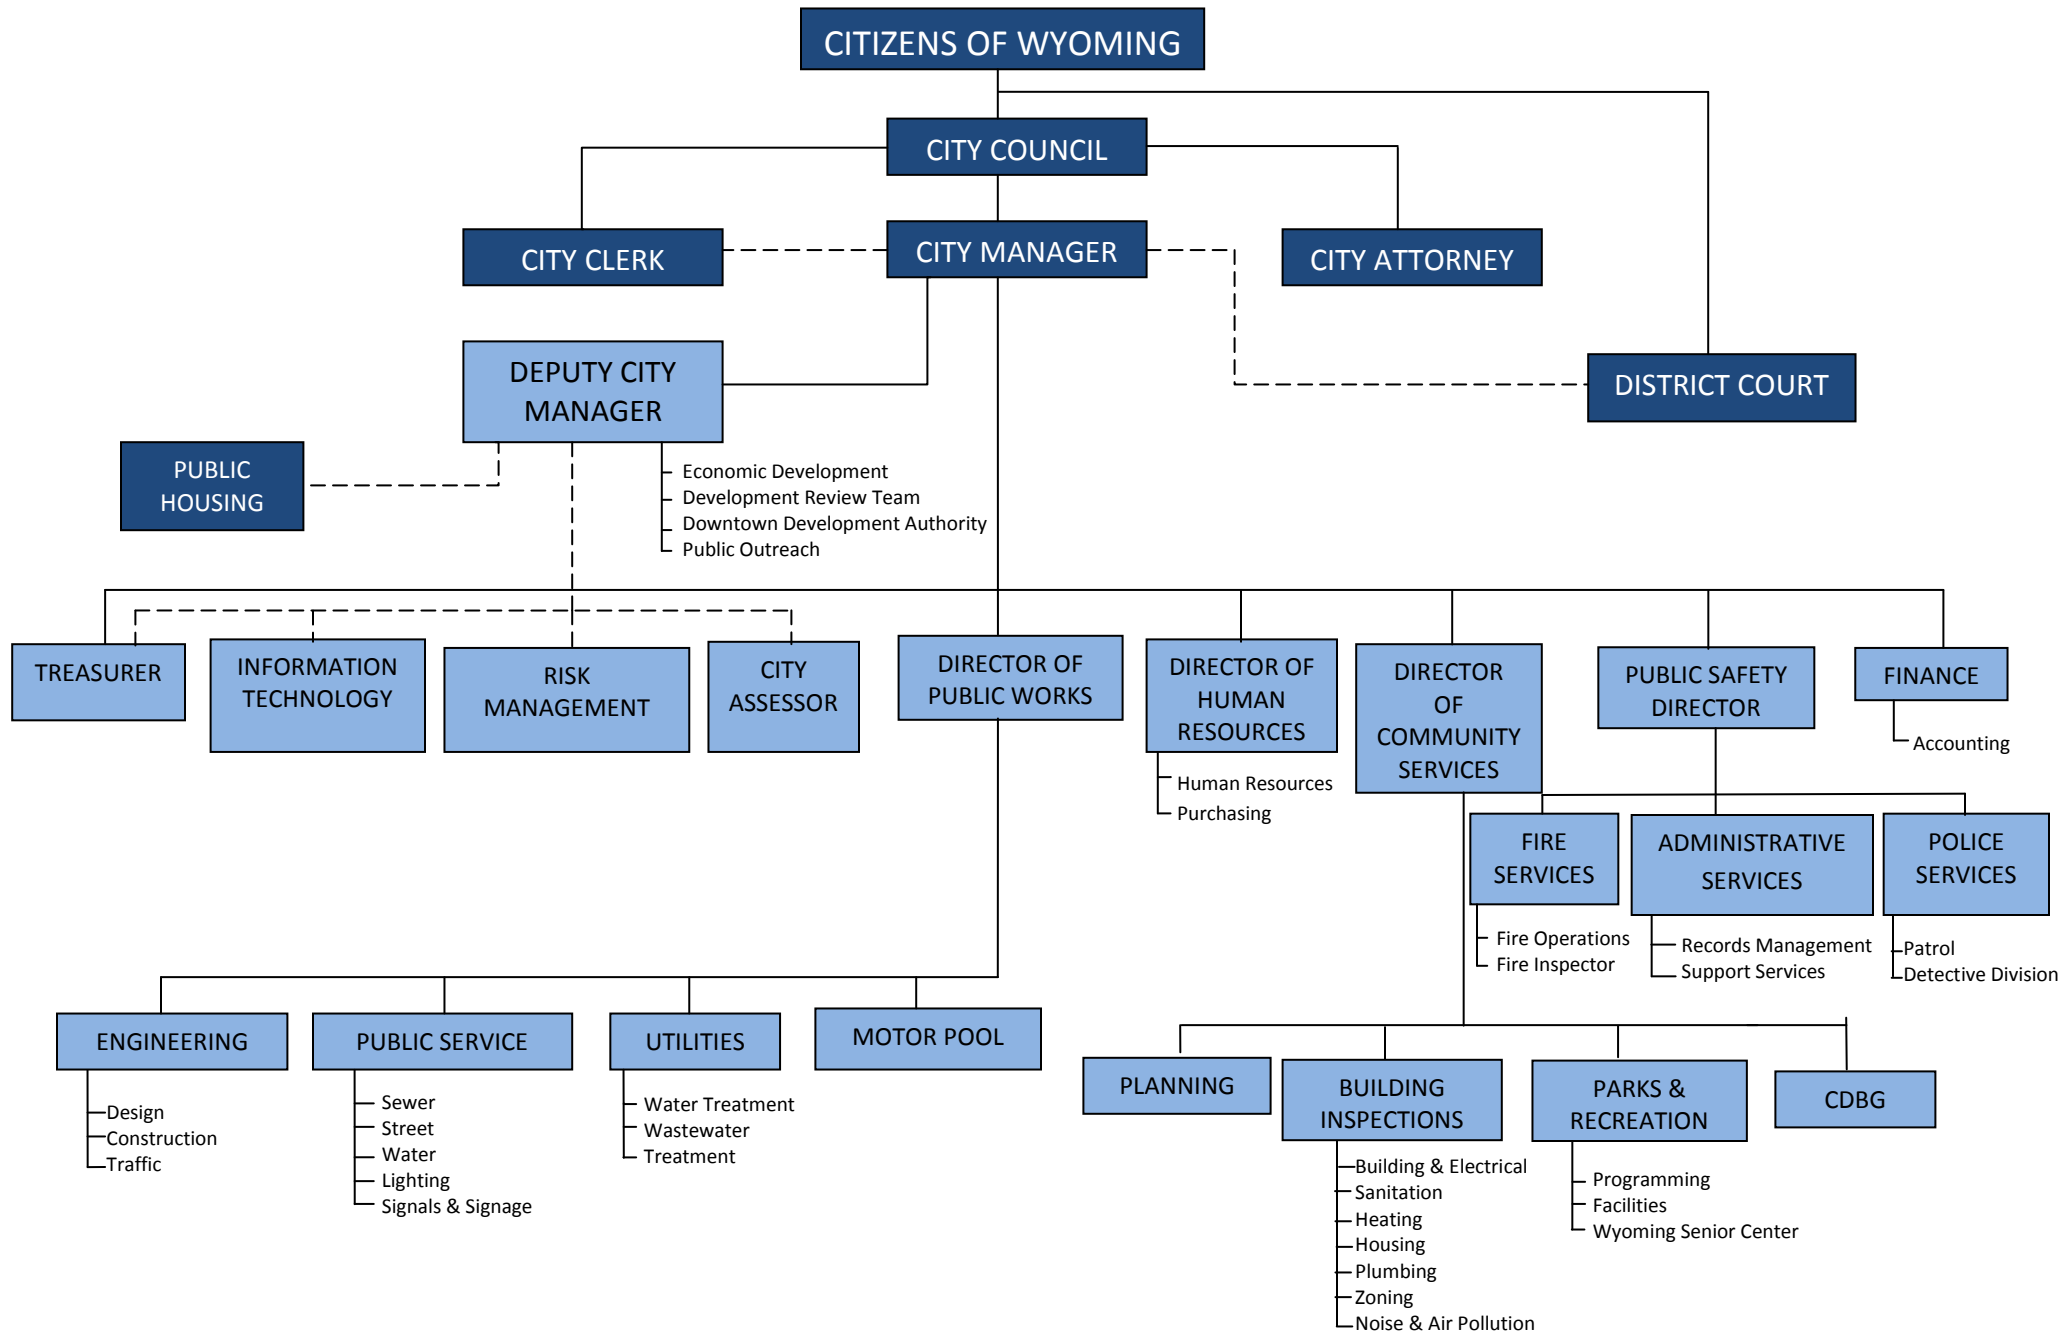 CITIZENS OF WYOMING
CITY COUNCIL
CITY CLERK
CITY MANAGER
CITY ATTORNEY
DEPUTY CITY
MANAGER
DISTRICT COURT
PUBLIC
HOUSING
Economic Development
Development Review Team
Downtown Development Authority
Public Outreach
TREASURER
INFORMATION
TECHNOLOGY
RISK
MANAGEMENT
CITY
ASSESSOR
DIRECTOR OF
PUBLIC WORKS
DIRECTOR OF
HUMAN
RESOURCES
Human Resources
Purchasing
DIRECTOR
OF
COMMUNITY
SERVICES
PUBLIC SAFETY
DIRECTOR
FINANCE
Accounting
FIRE
SERVICES
Fire Operations
Fire Inspector
ADMINISTRATIVE
SERVICES
Records Management
Support Services
POLICE
SERVICES
Patrol
Detective Division
ENGINEERING
Design
Construction
Traffic
PUBLIC SERVICE
Sewer
Street
Water
Lighting
Signals & Signage
UTILITIES
Water Treatment
Wastewater
Treatment
MOTOR POOL
PLANNING
BUILDING
INSPECTIONS
Building & Electrical
Sanitation
Heating
Housing
Plumbing
Zoning
Noise & Air Pollution
PARKS &
RECREATION
Programming
Facilities
Wyoming Senior Center
CDBG